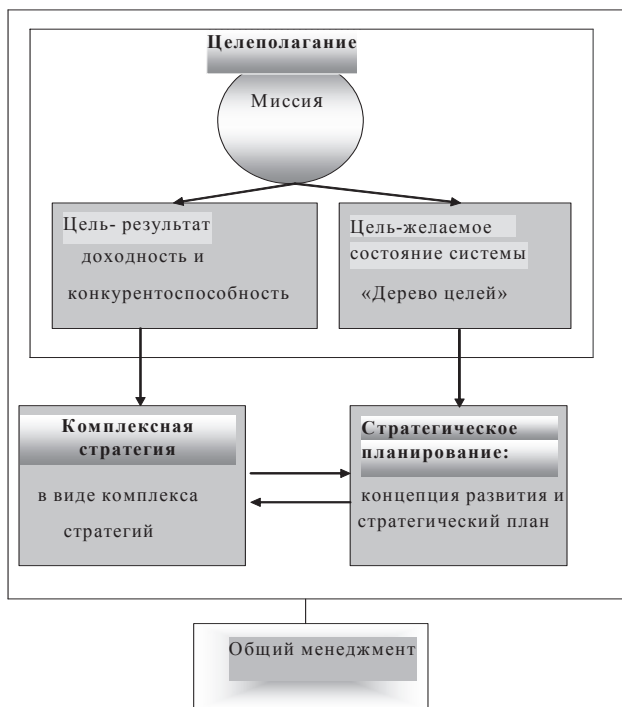 Целеполагание
Миссия
Цель- результат
доходность и
конкурентоспособность
Цель-желаемое
состояние системы
«Дерево целей»
Комплексная
стратегия
в виде комплекса
стратегий
Стратегическое
планирование:
концепция развития и
стратегический план
Общий менеджмент